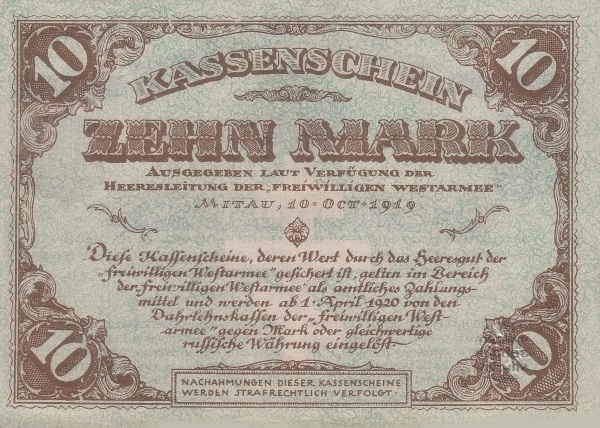 10 10
KASSENSCHEIN
ZEHN MARK
AUSGEGEBEN LAUT VERFÜGUNG DER
HEERESLEITUNG DER „FREIWILLIGEN WESTARMEE"
MITAU, 10. OCT. 1919
Diese Kassenscheine, deren Wert durch das Heeresgut der
„freiwilligen Westarmee" gesichert ist, gelten im Bereich
der „freiwilligen Westarmee" als amtliches Zahlungs-
mittel und werden ab 1. April 1920 von den
Dahrlehnskassen der „freiwilligen West-
armee" gegen Mark oder gleichwertige
russische Währung eingelöst
10 10
NACHAHMUNGEN DIESER KASSENSCHEINE
WERDEN STRAFRECHTLICH VERFOLGT.